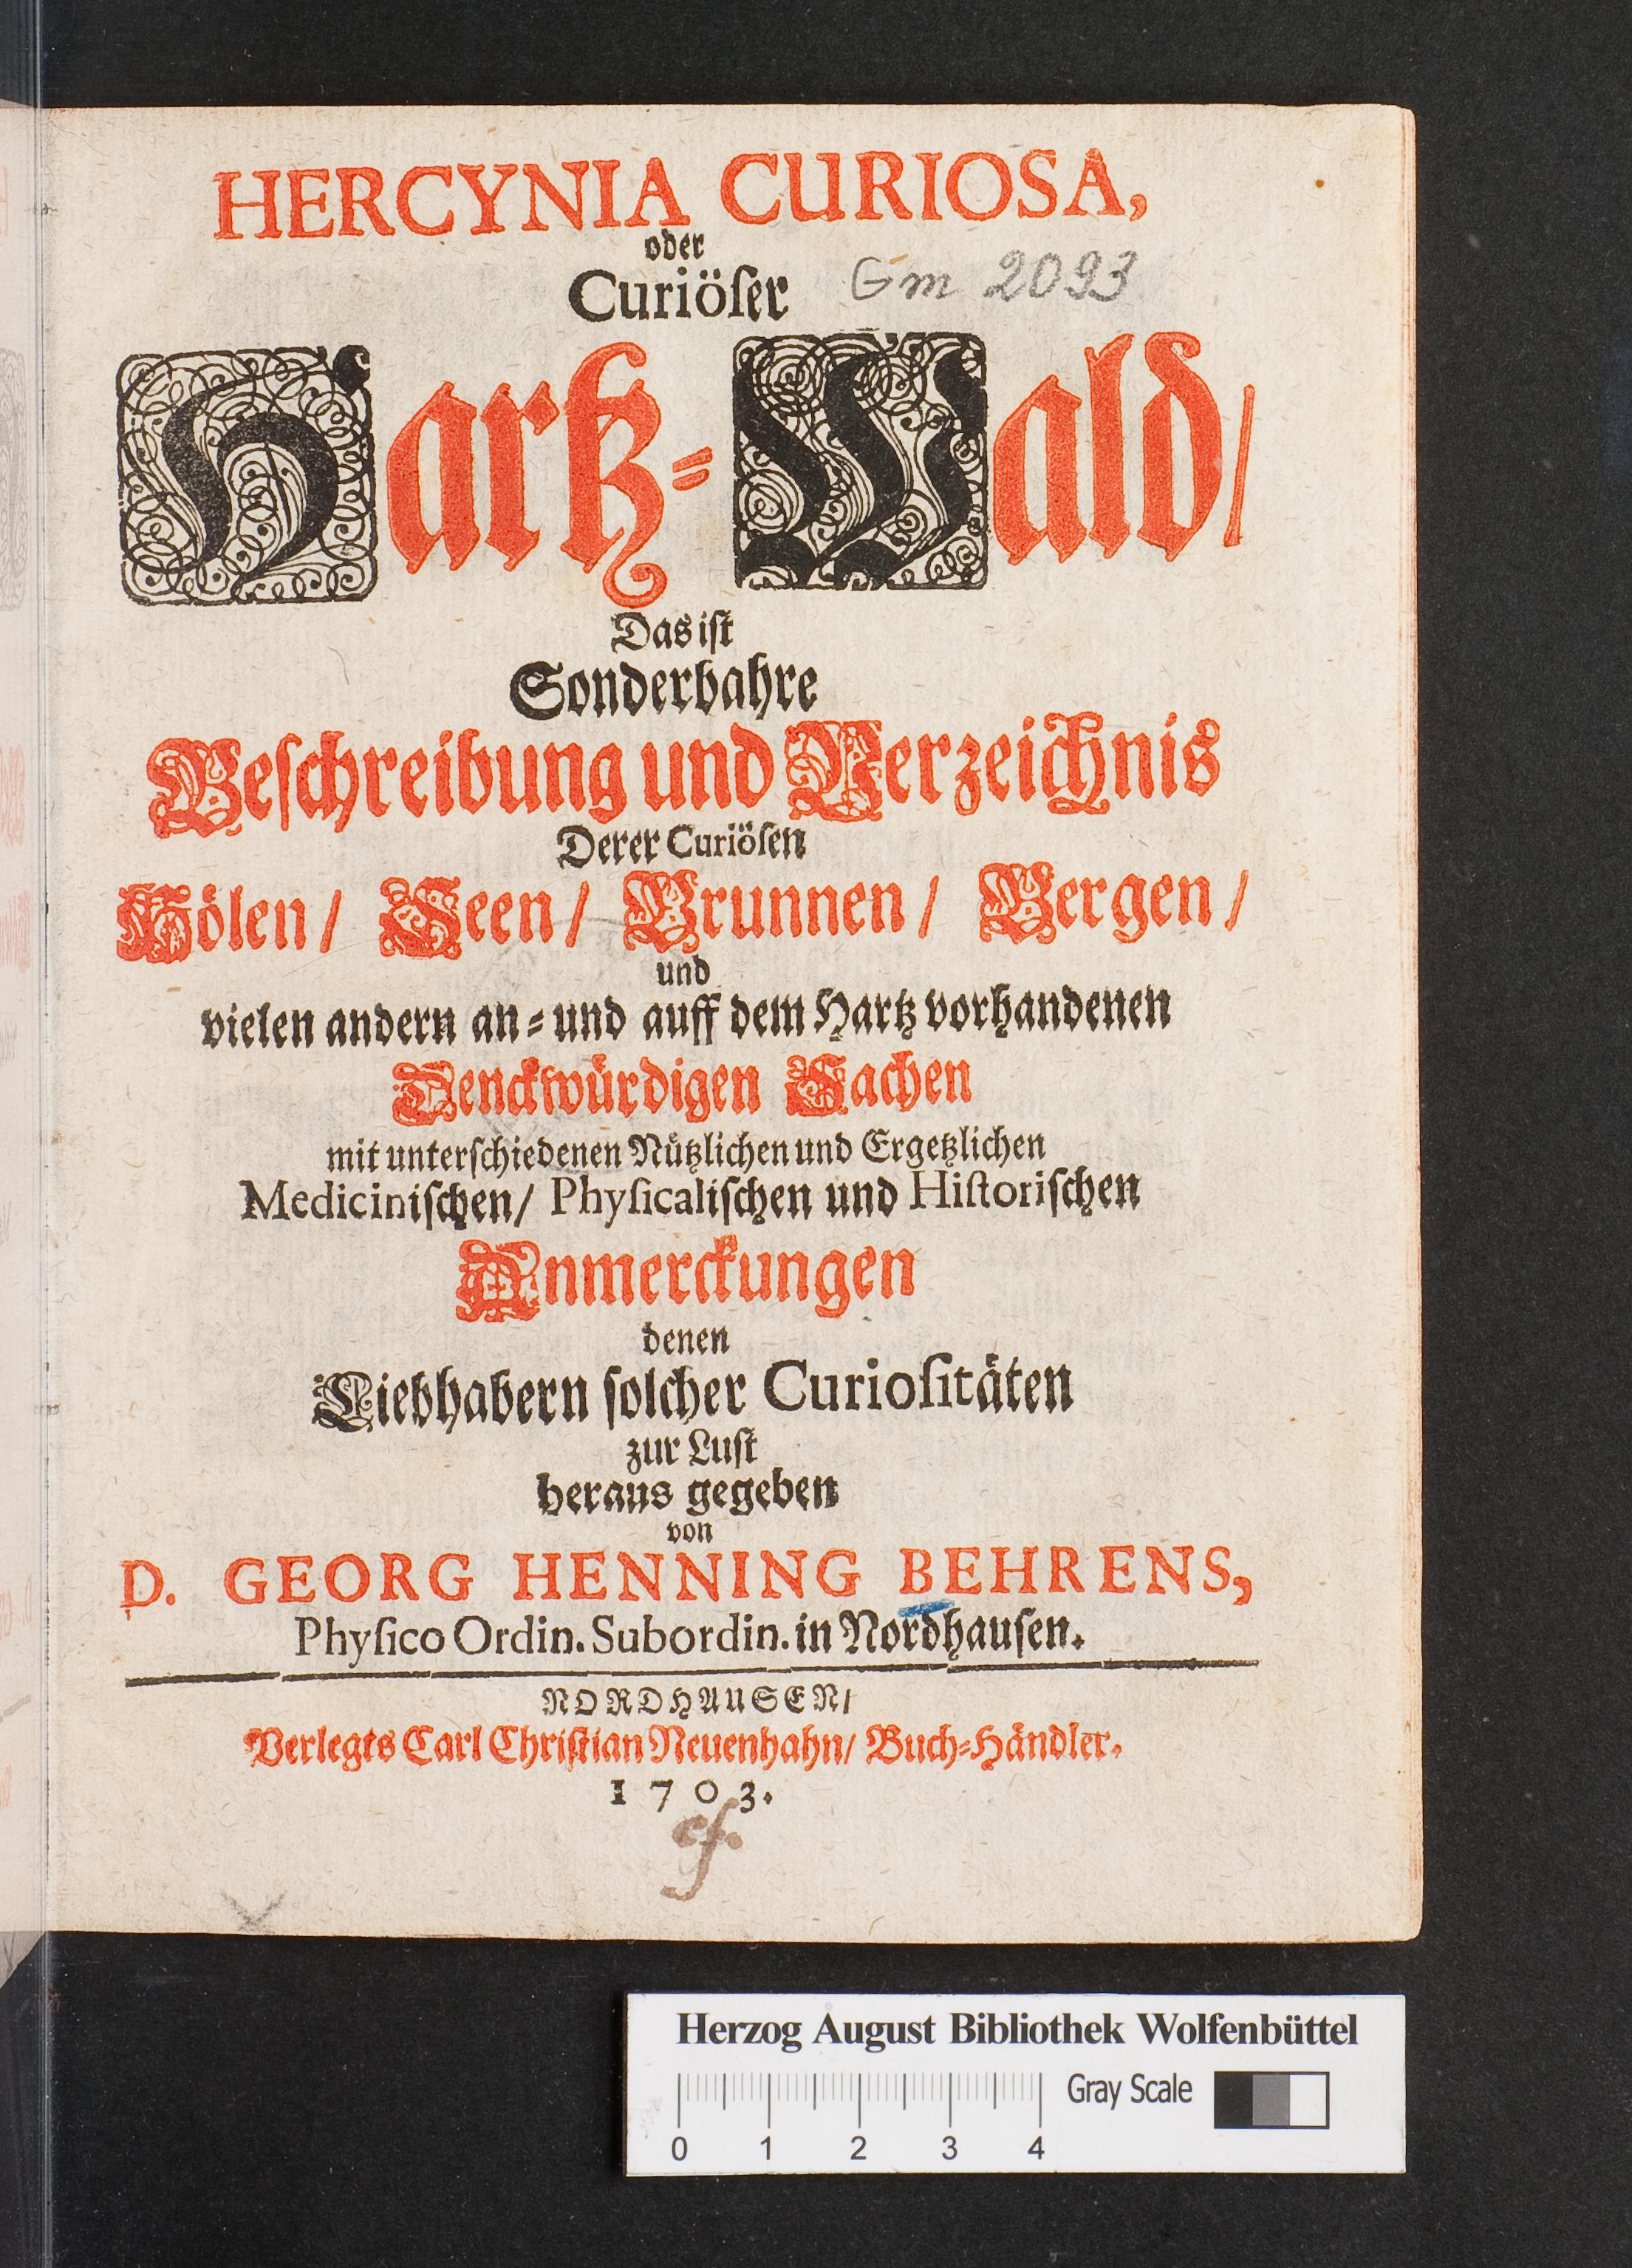 HERCYNIA CURIOSA,
oder
Curiöſer
Gm 2093
Hartz-Wald/
Das iſt
Sonderbahre
Beſchreibung und Verzeichnis
Derer Curiöſen
Hölen/ Seen/ Brunnen/ Bergen/
und
vielen andern an- und auff dem Hartz vorhandenen
Denckwürdigen Sachen
mit unterſchiedenen Nützlichen und Ergetzlichen
Mediciniſchen/ Phyſicaliſchen und Hiſtoriſchen
Anmerckungen
denen
Liebhabern ſolcher Curioſitäten
zur Luſt
heraus gegeben
von
D. GEORG HENNING BEHRENS,
Phyſico Ordin. Subordin. in Nordhauſen.
NORDHAUSEN/
Verlegts Carl Chriſtian Neuenhahn/ Buch-Händler.
1703.
cf.
Herzog August Bibliothek Wolfenbüttel
Gray Scale
0 1 2 3 4